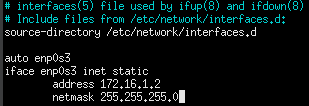 # interfaces(5) file used by ifup(8) and ifdown(8)
# Include files from /etc/network/interfaces.d:
source-directory /etc/network/interfaces.d

auto enp0s3
iface enp0s3 inet static
        address 172.16.1.2
        netmask 255.255.255.0